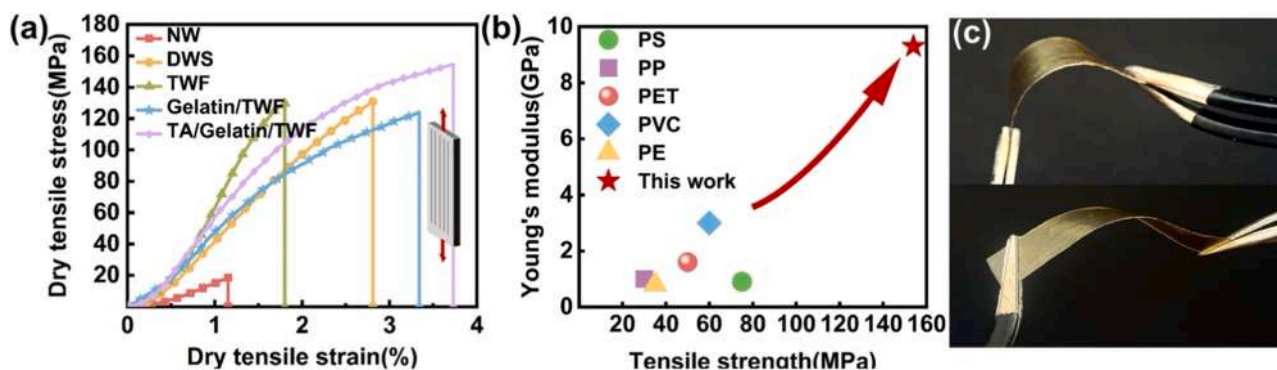 (a)
Dry tensile stress(MPa)
180
160
140
120
100
80
60
40
20
0 1 2 3 4
Dry tensile strain(%)
NW
DWS
TWF
Gelatin/TWF
TA/Gelatin/TWF
(b)
Young's modulus(GPa)
10
8
6
4
2
0
20 40 60 80 100 120 140 160
Tensile strength(MPa)
PS
PP
PET
PVC
PE
This work
(c)